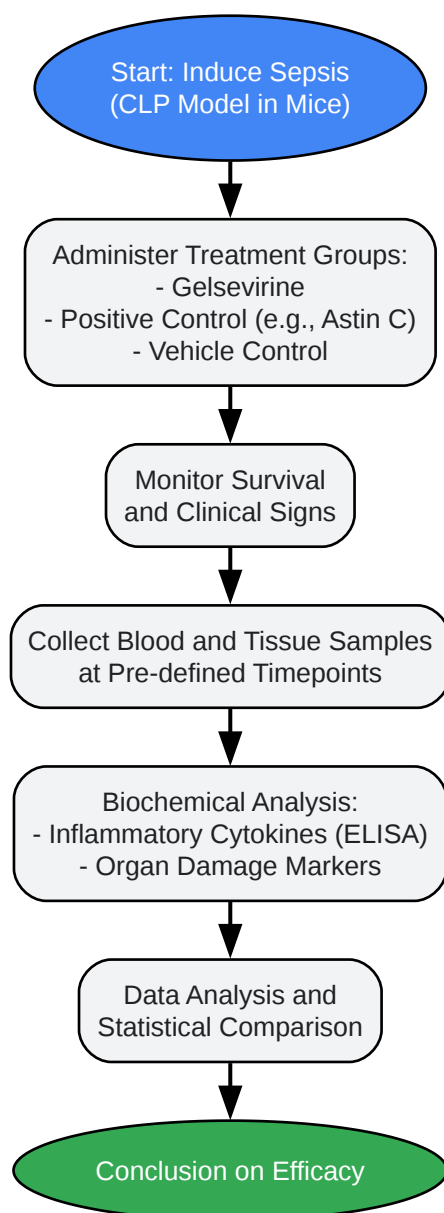 Start: Induce Sepsis
(CLP Model in Mice)
Administer Treatment Groups:
- Gelsevirine
- Positive Control (e.g., Astin C)
- Vehicle Control
Monitor Survival
and Clinical Signs
Collect Blood and Tissue Samples
at Pre-defined Timepoints
Biochemical Analysis:
- Inflammatory Cytokines (ELISA)
- Organ Damage Markers
Data Analysis and
Statistical Comparison
Conclusion on Efficacy